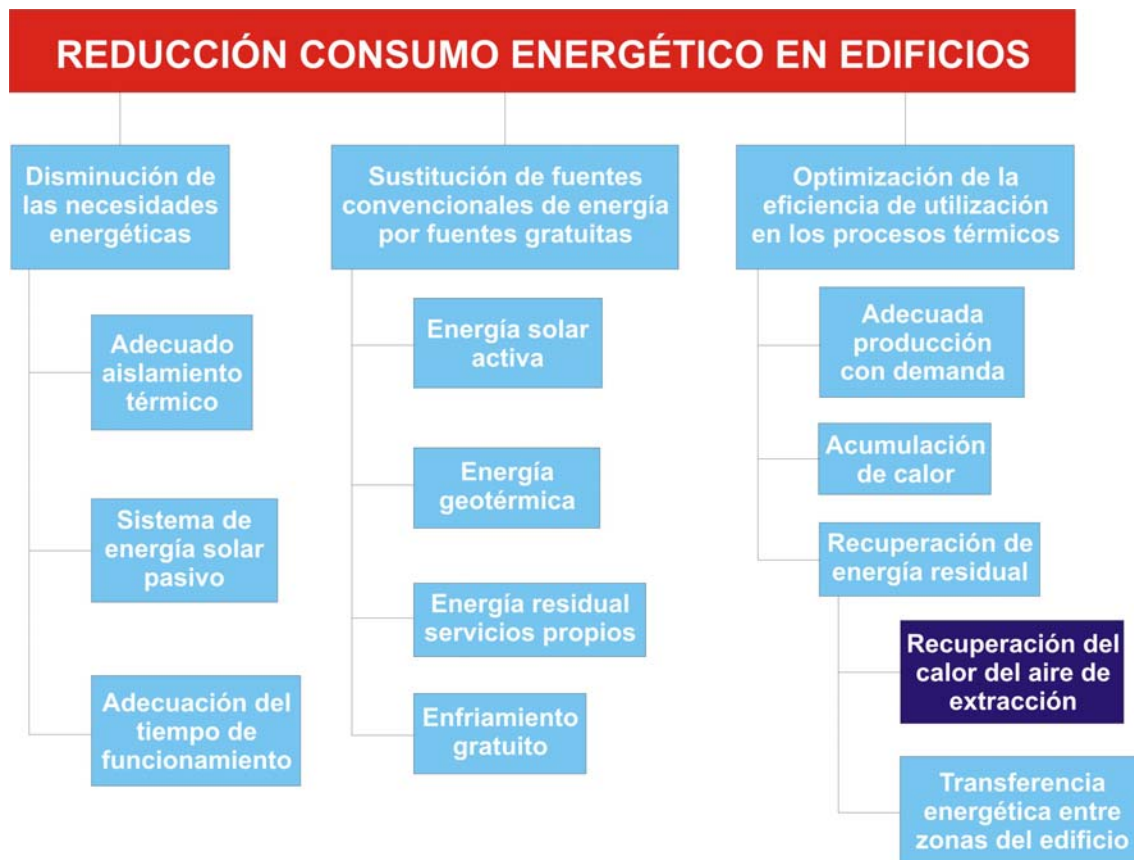 REDUCCIÓN CONSUMO ENERGÉTICO EN EDIFICIOS
Disminución de
las necesidades
energéticas
Adecuado
aislamiento
térmico
Sistema de
energía solar
pasivo
Adecuación del
tiempo de
funcionamiento
Sustitución de fuentes
convencionales de energía
por fuentes gratuitas
Energía solar
activa
Energía
geotérmica
Energía residual
servicios propios
Enfriamiento
gratuito
Optimización de la
eficiencia de utilización
en los procesos térmicos
Adecuada
producción
con demanda
Acumulación
de calor
Recuperación de
energía residual
Recuperación del
calor del aire de
extracción
Transferencia
energética entre
zonas del edificio